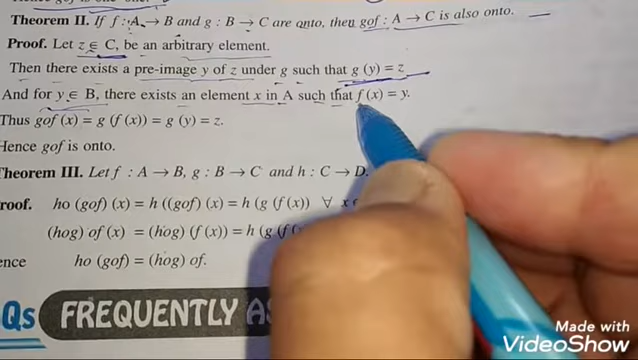 Theorem II. If f : A → B and g : B → C are onto, then gof : A → C is also onto.
Proof. Let z ∈ C, be an arbitrary element.
Then there exists a pre-image y of z under g such that g (y) = z
And for y ∈ B, there exists an element x in A such that f (x) = y.
Thus gof (x) = g (f (x)) = g (y) = z.
Hence gof is onto.
Theorem III. Let f : A → B, g : B → C and h : C → D.
roof. ho (gof) (x) = h ((gof) (x) = h (g (f (x)) ∀ x
(hog) of (x) = (hog) (f (x)) = h (g (f (
ence ho (gof) = (hog) of.
Qs FREQUENTLY AS
Made with
VideoShow